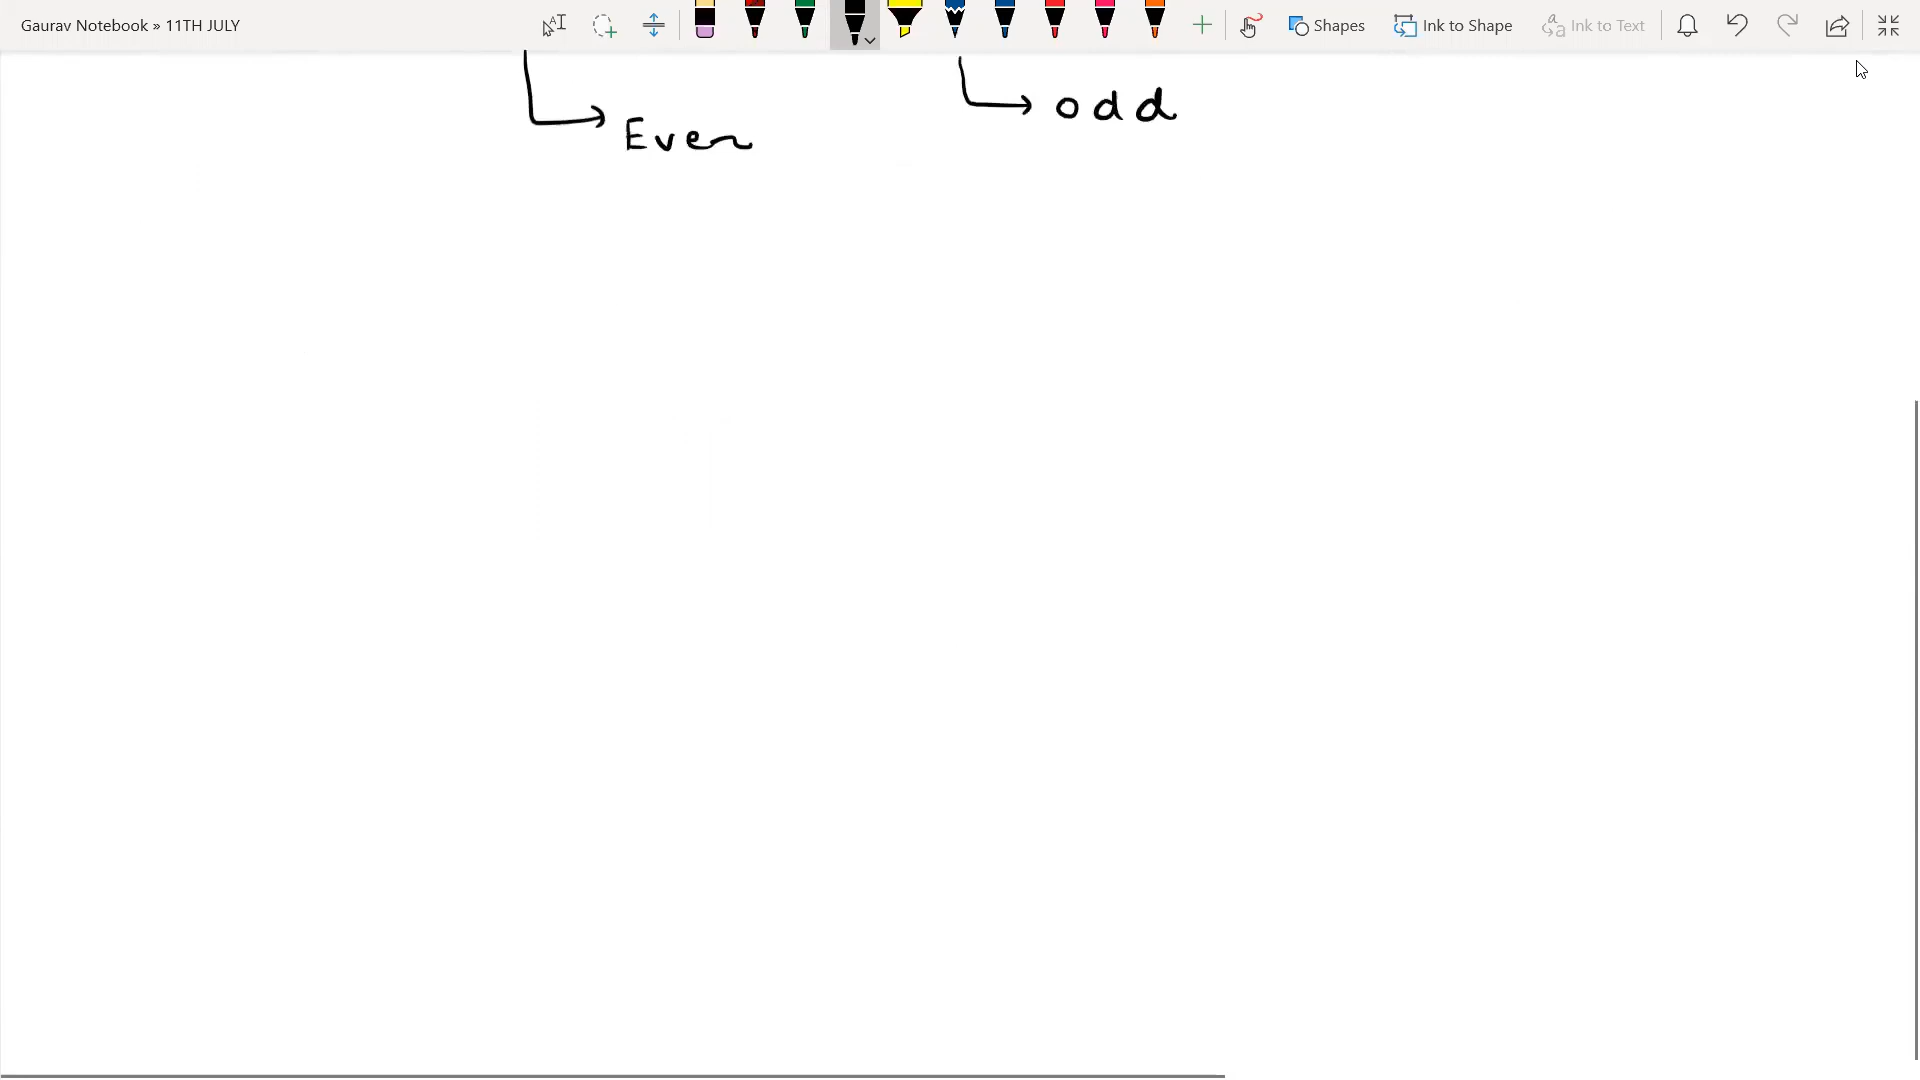 Gaurav Notebook » 11TH JULY
Shapes
Ink to Shape
Ink to Text
odd
Even